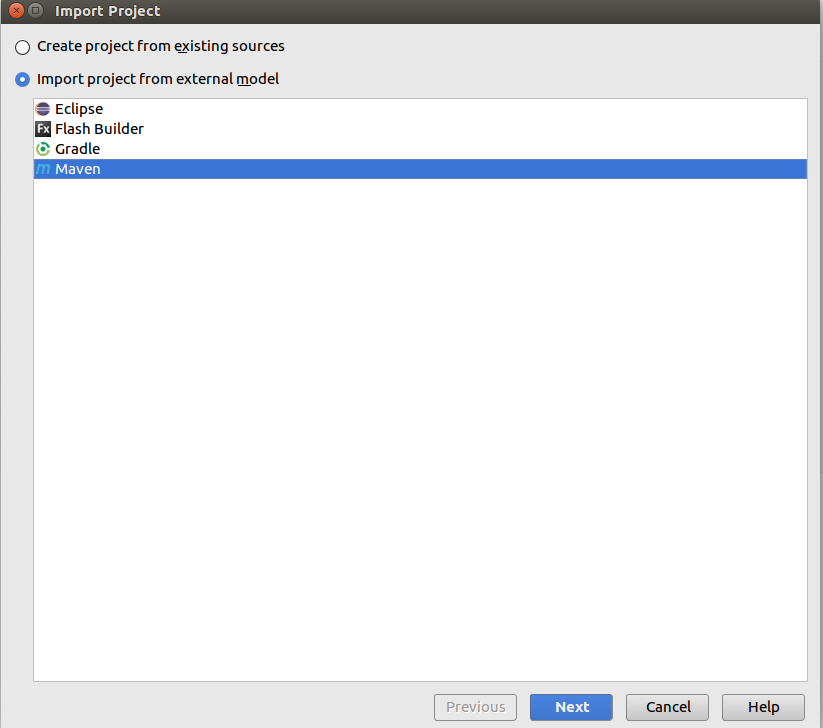 Import Project
Create project from existing sources
Import project from external model
Eclipse
Fx Flash Builder
Gradle
m Maven
Previous Next Cancel Help